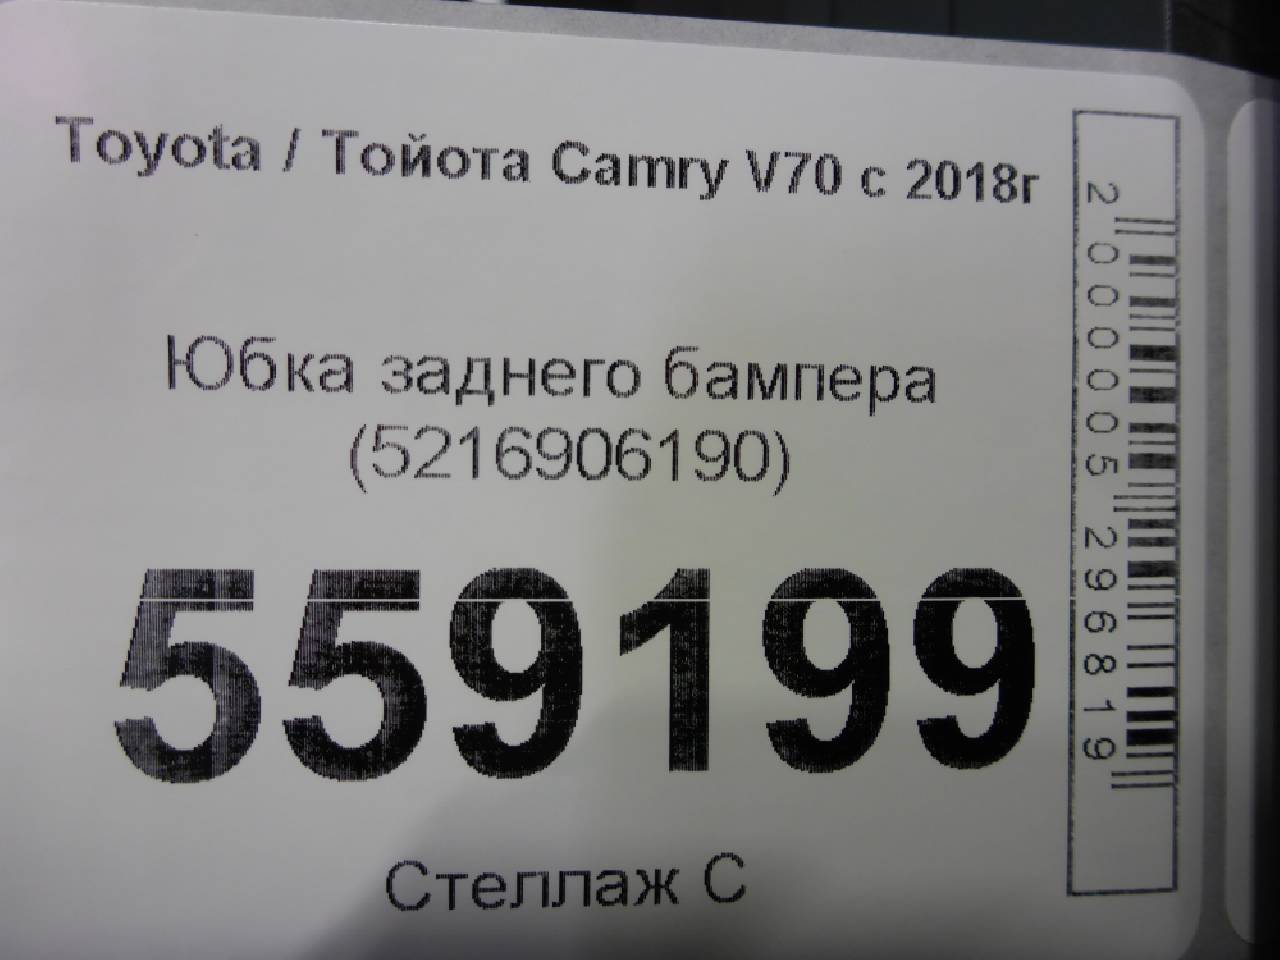 Toyota / Тойота Camry V70 с 2018г
Юбка заднего бампера
(5216906190)
559199
Стеллаж С
2000005296819